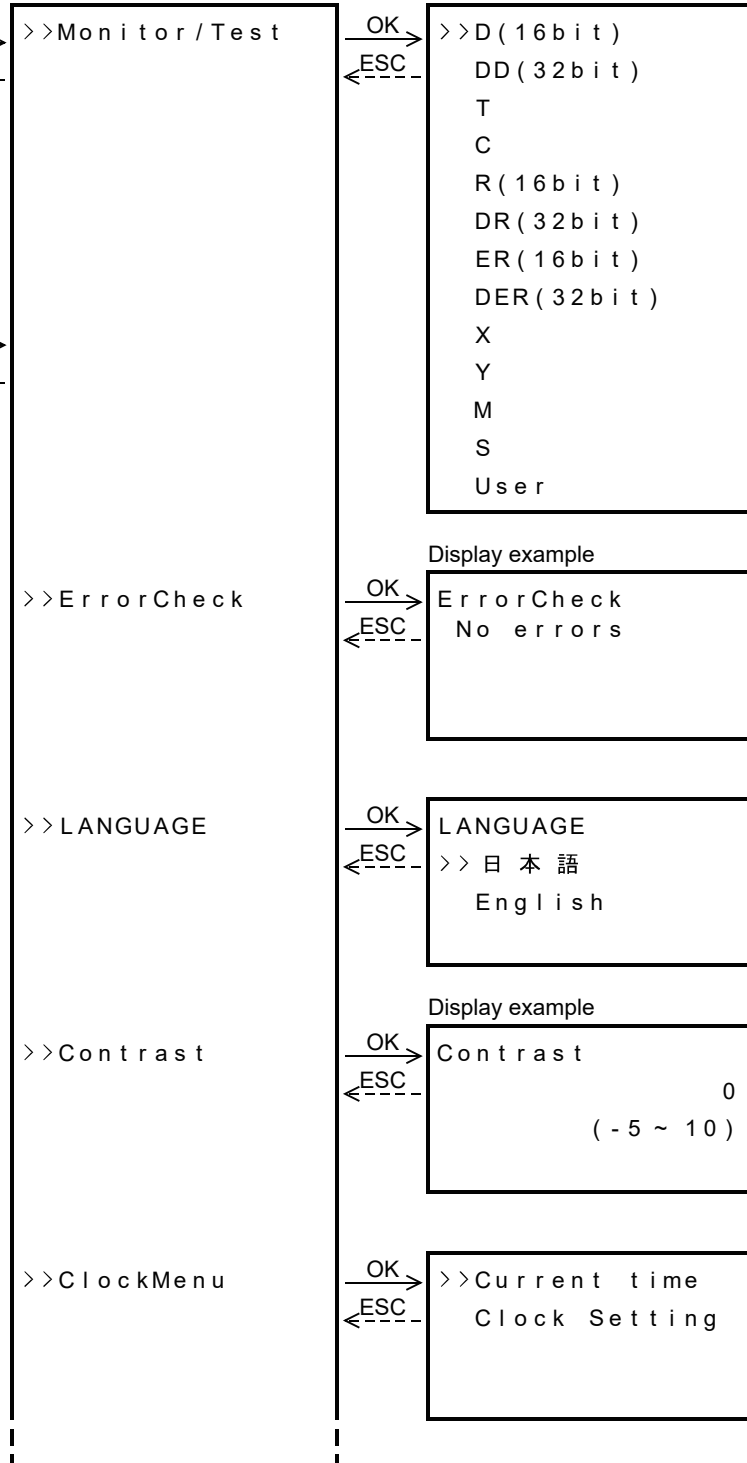 >>Monitor/Test
OK
ESC
>>D(16bit)
DD(32bit)
T
C
R(16bit)
DR(32bit)
ER(16bit)
DER(32bit)
X
Y
M
S
User
Display example
>>ErrorCheck
OK
ESC
ErrorCheck
No errors
>>LANGUAGE
OK
ESC
LANGUAGE
>>日本語
English
Display example
>>Contrast
OK
ESC
Contrast
0
(-5~10)
>>ClockMenu
OK
ESC
>>Current time
Clock Setting